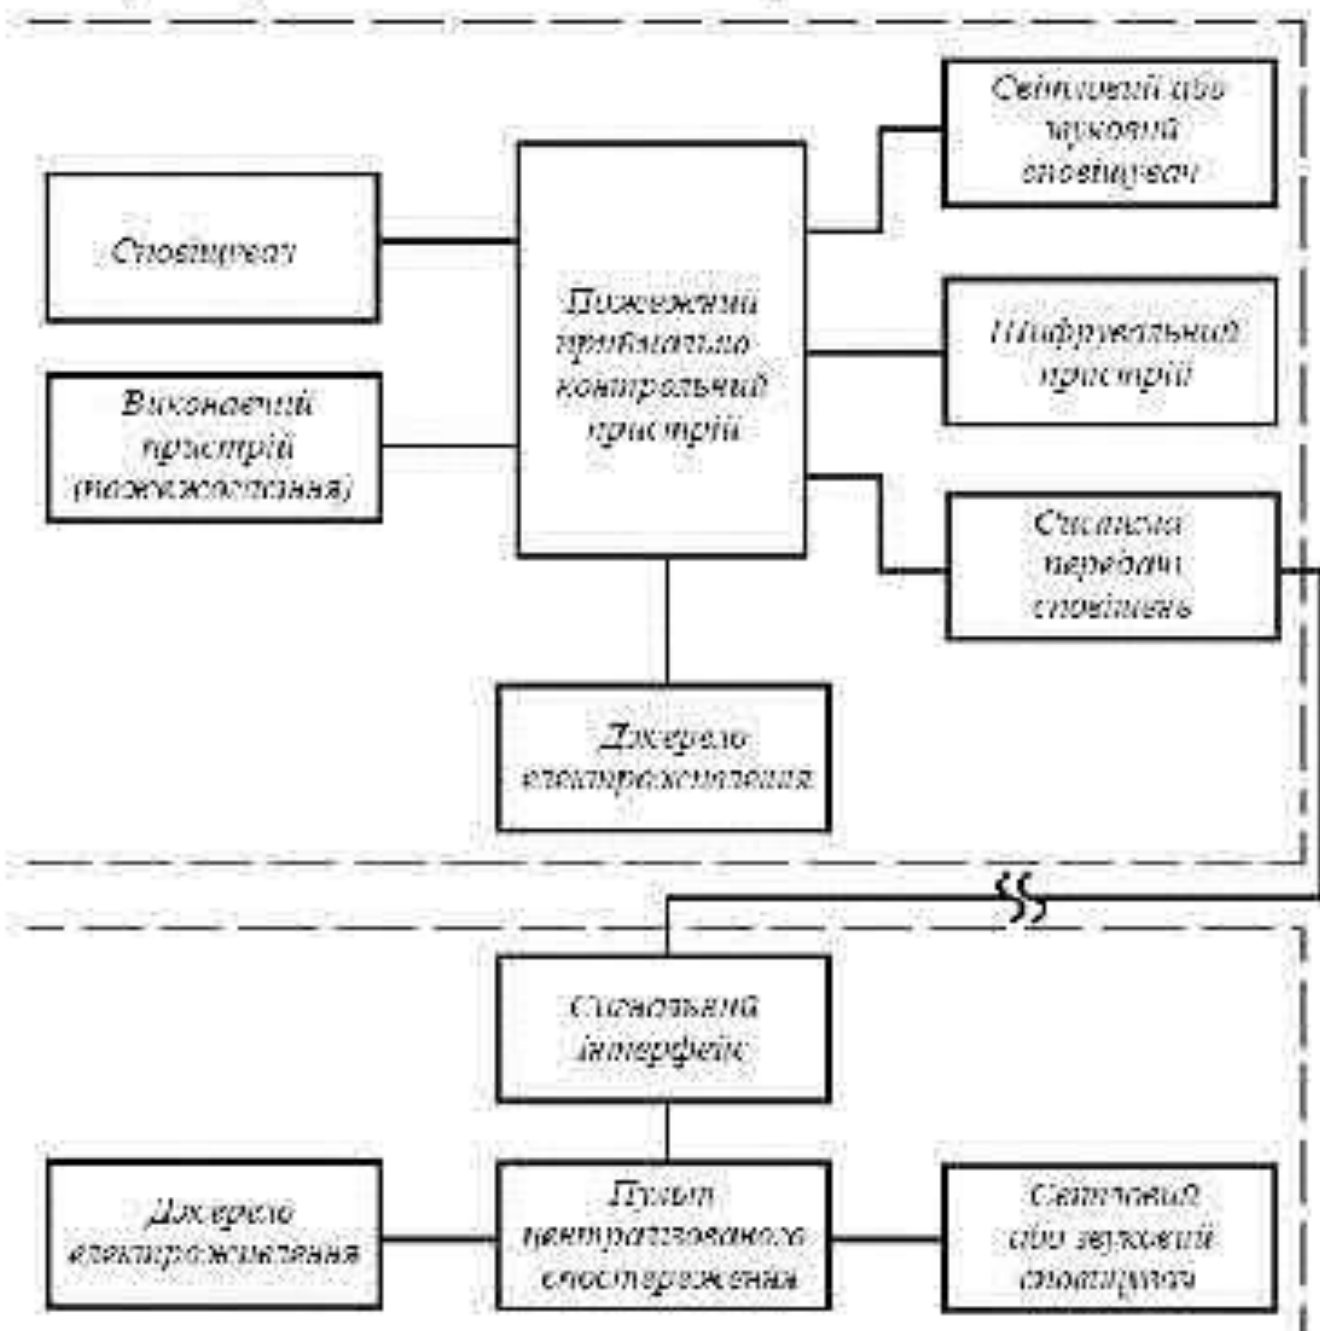 Світловий або
звуковий
сповіщувач
Сповіщувач
Пожежний
приймально
контрольний
пристрій
Шифрувальний
пристрій
Виконавчий
пристрій
(пожежогасіння)
Система
передачі
сповіщень
Джерело
електроживлення
Сигнальний
інтерфейс
Джерело
електроживлення
Пульт
централізованого
спостереження
Світловий
або звуковий
сповіщувач